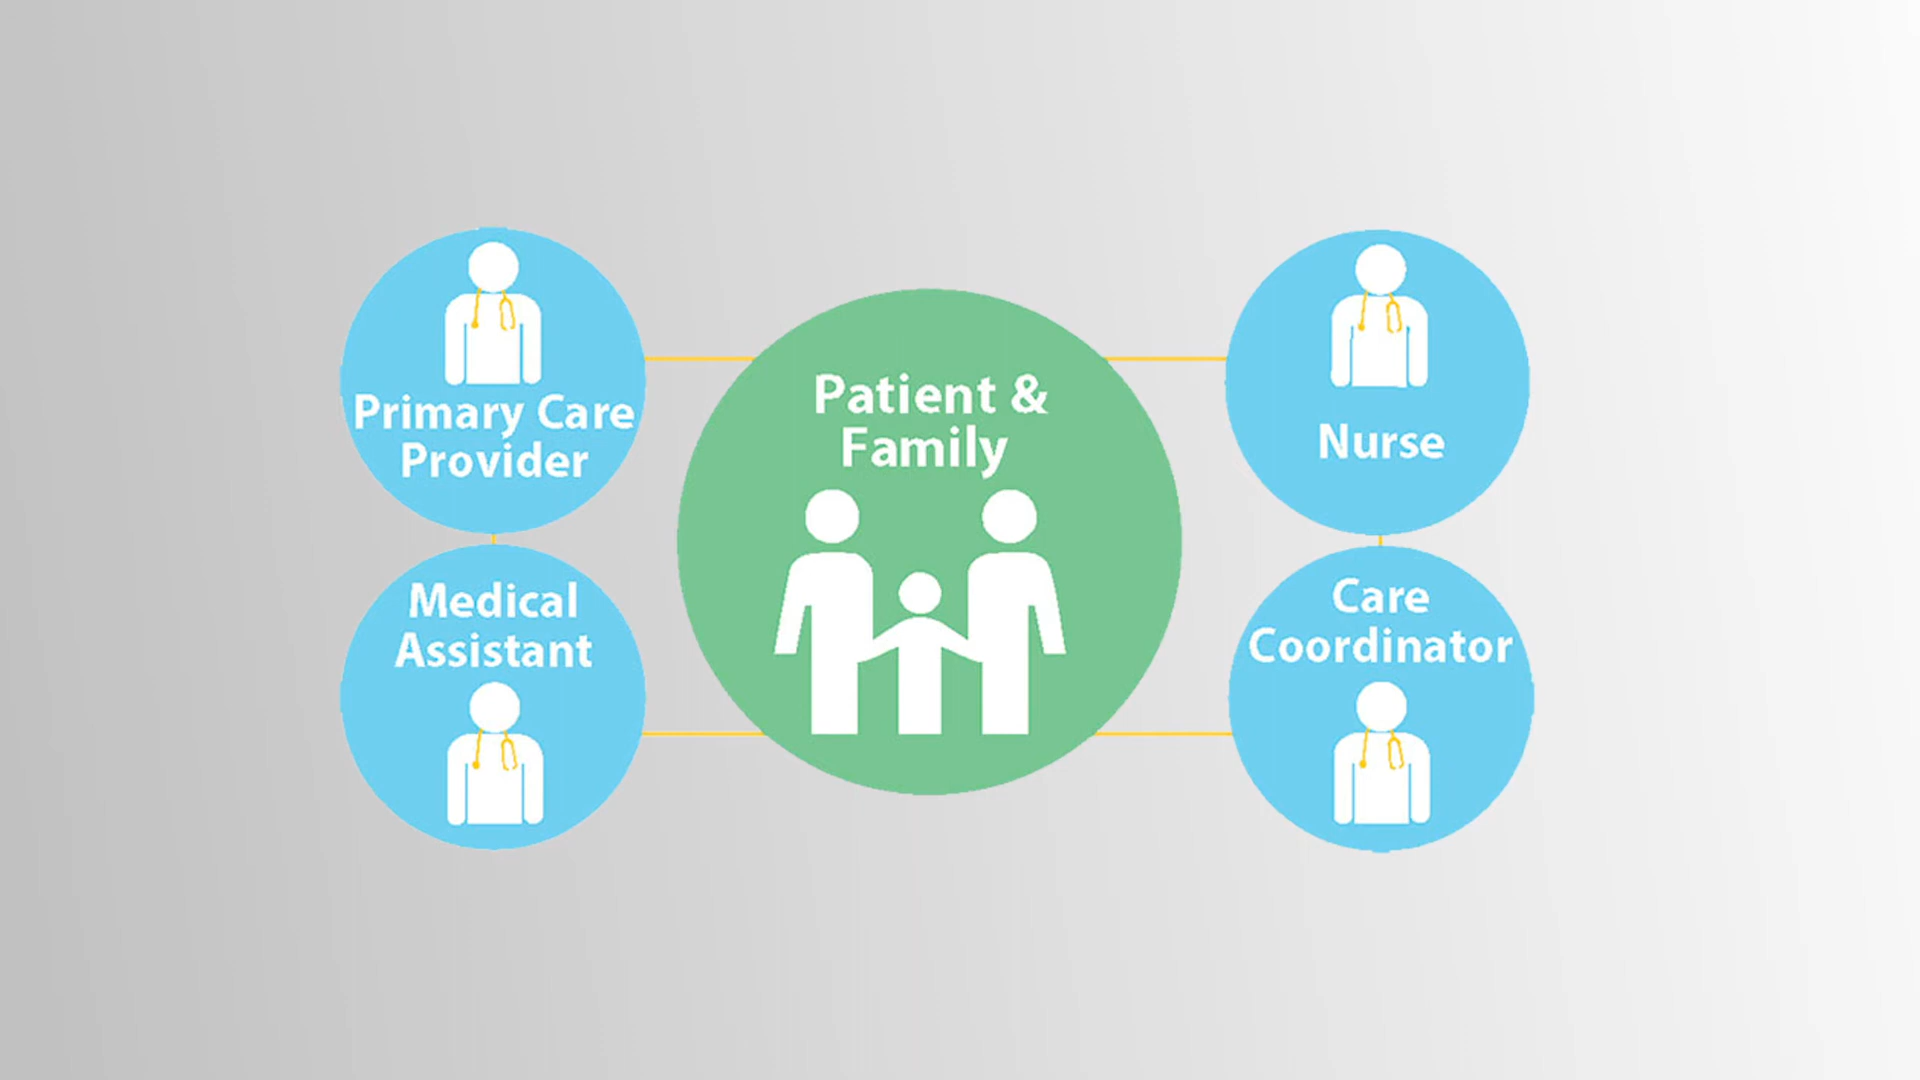 Primary Care
Provider
Medical
Assistant
Patient &
Family
Nurse
Care
Coordinator